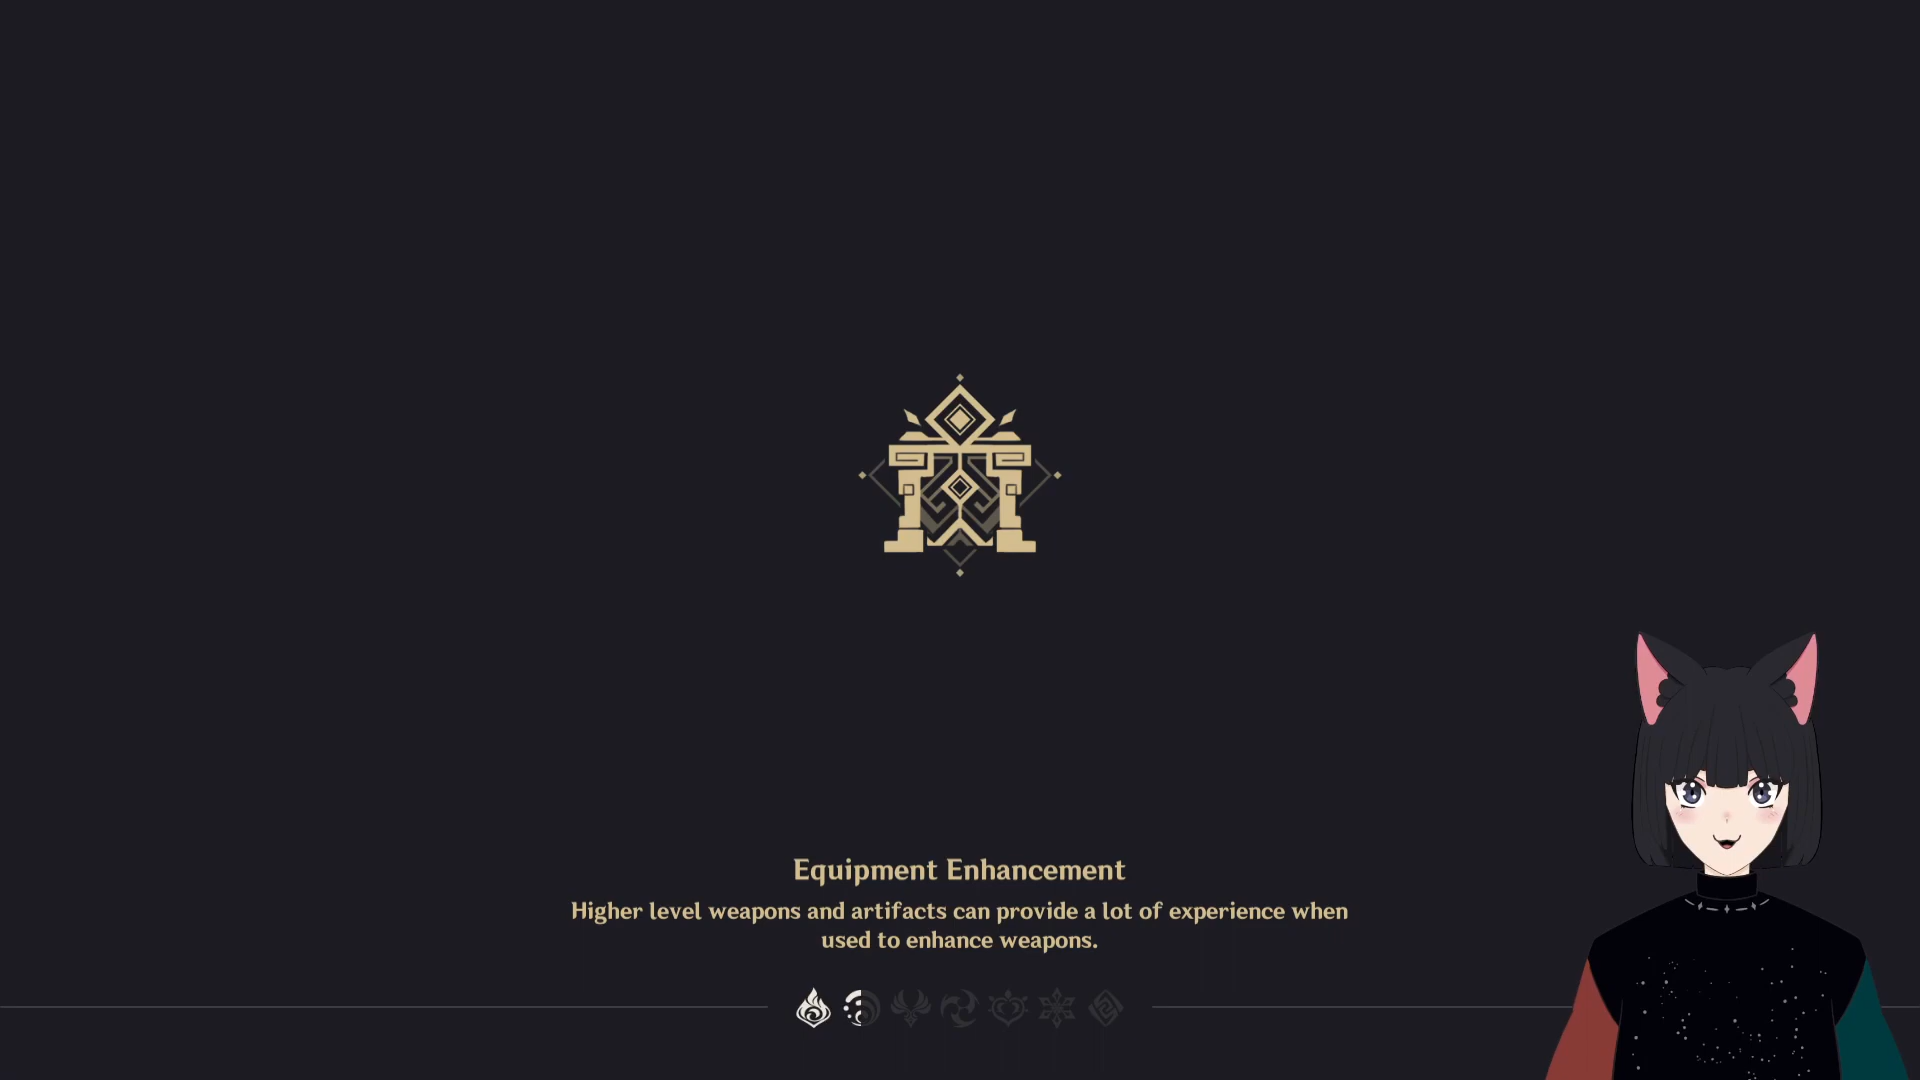 Equipment Enhancement
Higher level weapons and artifacts can provide a lot of experience when
used to enhance weapons.